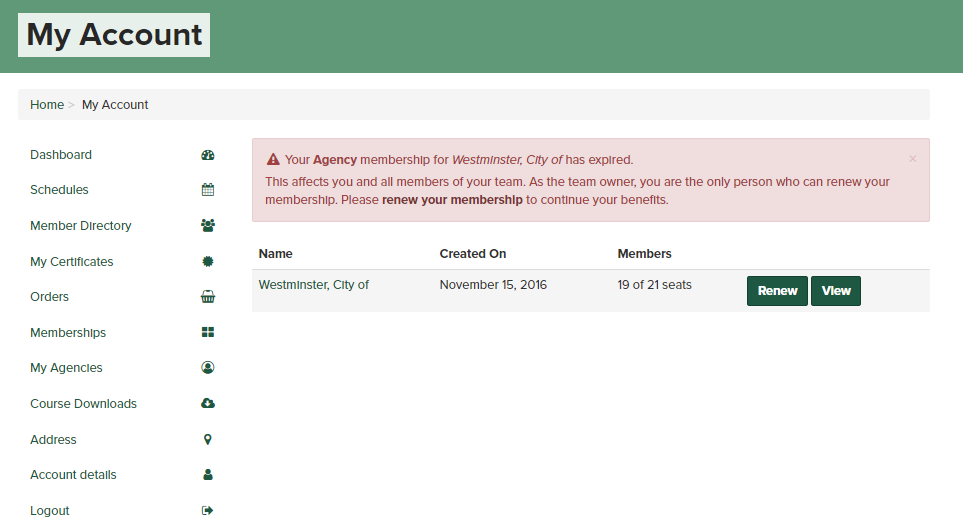 My Account
Home > My Account
Dashboard
Schedules
Member Directory
My Certificates
Orders
Memberships
My Agencies
Course Downloads
Address
Account details
Logout
Your Agency membership for Westminster, City of has expired. ×
This affects you and all members of your team. As the team owner, you are the only person who can renew your
membership. Please renew your membership to continue your benefits.
Name Created On Members
Westminster, City of November 15, 2016 19 of 21 seats Renew View